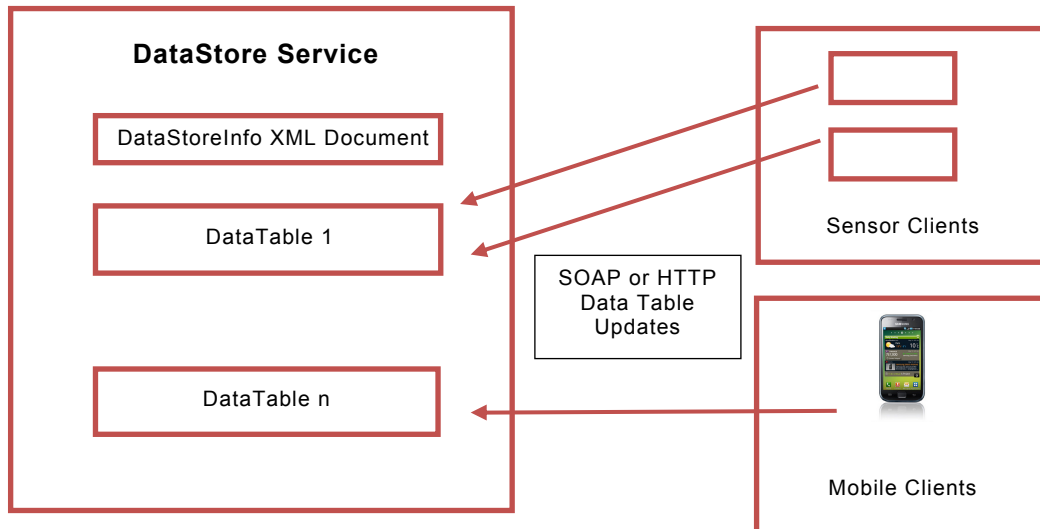 DataStore Service
DataStoreInfo XML Document
DataTable 1
DataTable n
SOAP or HTTP
Data Table
Updates
Sensor Clients
Mobile Clients